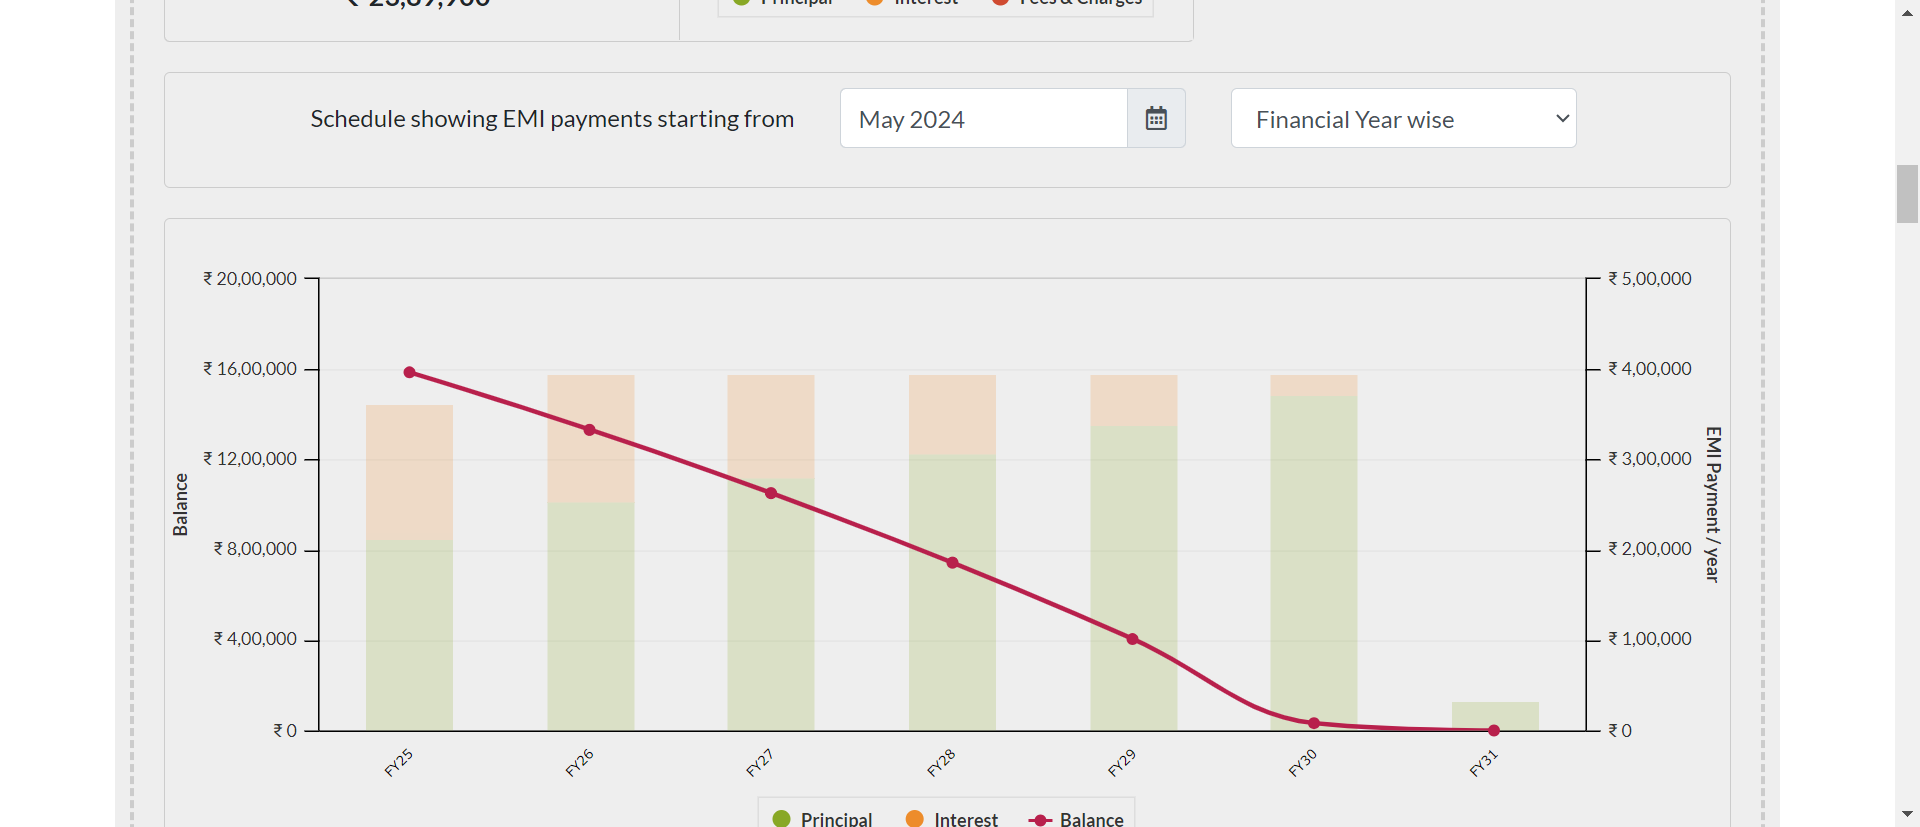 ₹ 23,89,900
Principal Interest Fees & Charges
Schedule showing EMI payments starting from May 2024 Financial Year wise
₹ 20,00,000 ₹ 5,00,000
₹ 16,00,000 ₹ 4,00,000
₹ 12,00,000 ₹ 3,00,000
₹ 8,00,000 ₹ 2,00,000
₹ 4,00,000 ₹ 1,00,000
₹ 0 ₹ 0
Balance
EMI Payment / year
FY25 FY26 FY27 FY28 FY29 FY30 FY31
Principal Interest Balance